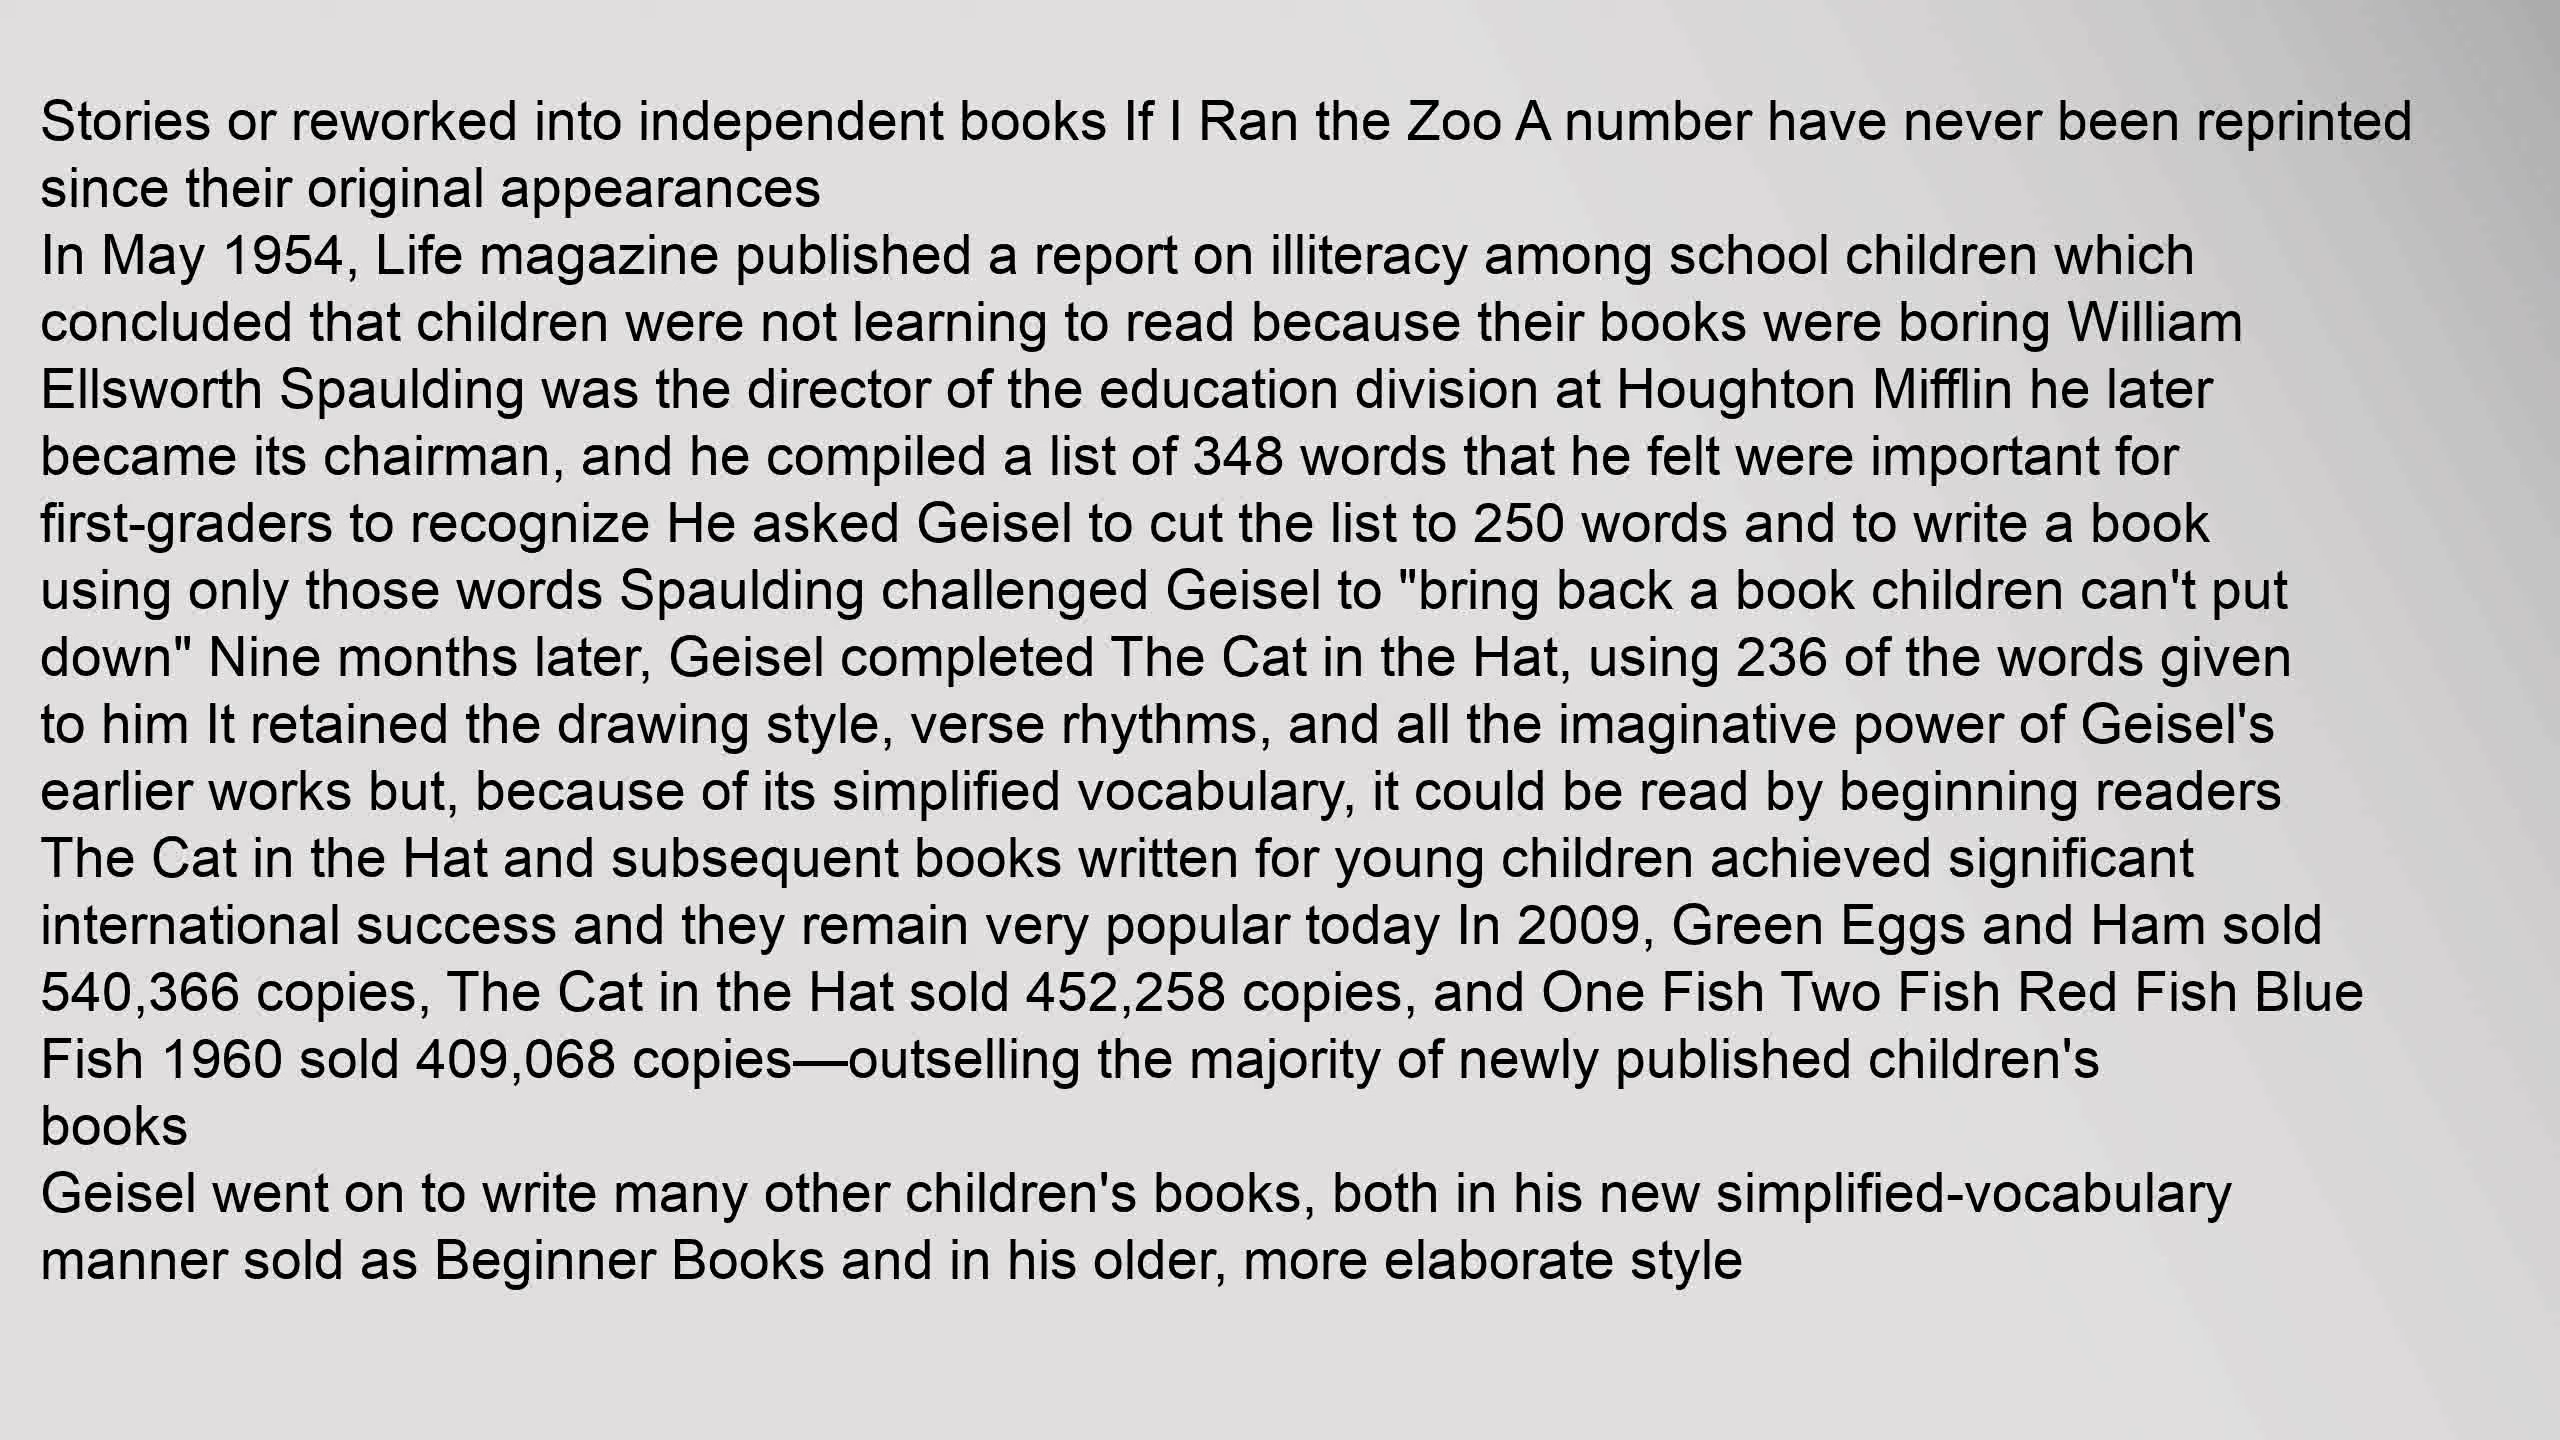 Stories or reworked into independent books If I Ran the Zoo A number have never been reprinted
since their original appearances
In May 1954, Life magazine published a report on illiteracy among school children which
concluded that children were not learning to read because their books were boring William
Ellsworth Spaulding was the director of the education division at Houghton Mifflin he later
became its chairman, and he compiled a list of 348 words that he felt were important for
first-graders to recognize He asked Geisel to cut the list to 250 words and to write a book
using only those words Spaulding challenged Geisel to "bring back a book children can't put
down" Nine months later, Geisel completed The Cat in the Hat, using 236 of the words given
to him It retained the drawing style, verse rhythms, and all the imaginative power of Geisel's
earlier works but, because of its simplified vocabulary, it could be read by beginning readers
The Cat in the Hat and subsequent books written for young children achieved significant
international success and they remain very popular today In 2009, Green Eggs and Ham sold
540,366 copies, The Cat in the Hat sold 452,258 copies, and One Fish Two Fish Red Fish Blue
Fish 1960 sold 409,068 copies—outselling the majority of newly published children's
books
Geisel went on to write many other children's books, both in his new simplified-vocabulary
manner sold as Beginner Books and in his older, more elaborate style